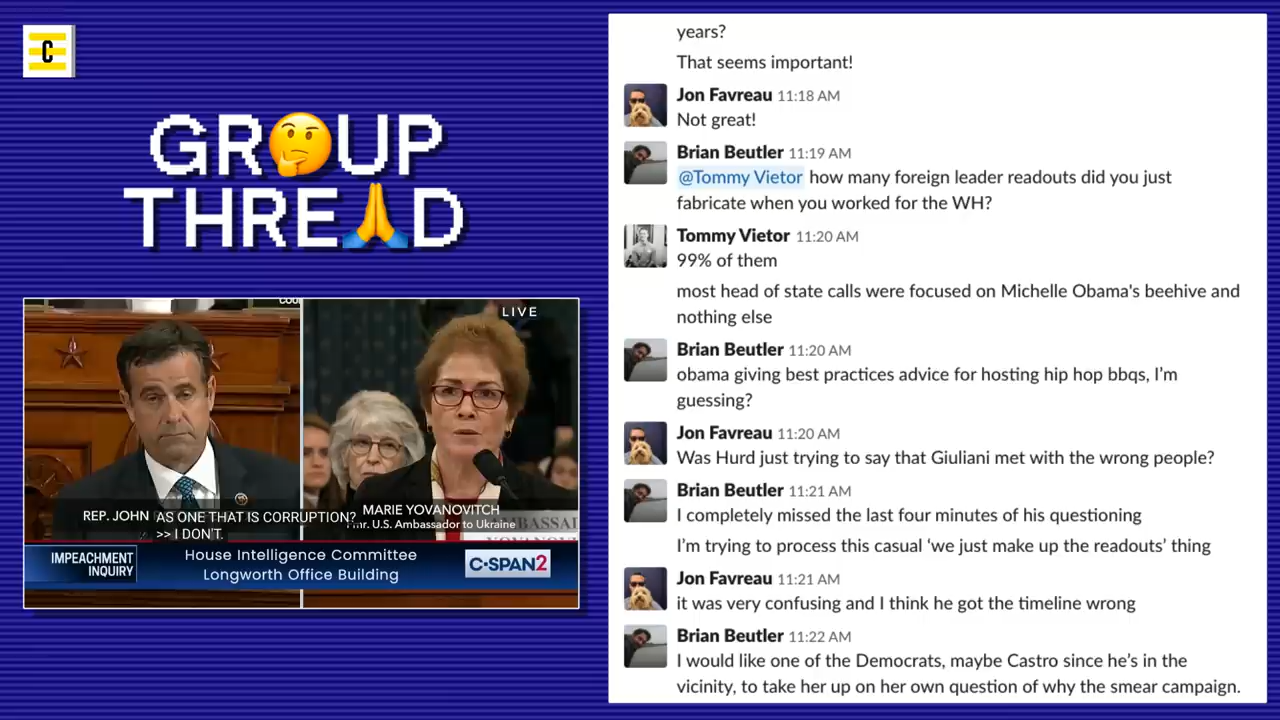 C
GR🤔UP
THRE🙏D
LIVE
REP. JOHN
AS ONE THAT IS CORRUPTION?
>> I DON'T.
MARIE YOVANOVITCH
U.S. Ambassador to Ukraine
IMPEACHMENT
INQUIRY
House Intelligence Committee
Longworth Office Building
C-SPAN2
years?
That seems important!
Jon Favreau 11:18 AM
Not great!
Brian Beutler 11:19 AM
@Tommy Vietor how many foreign leader readouts did you just
fabricate when you worked for the WH?
Tommy Vietor 11:20 AM
99% of them
most head of state calls were focused on Michelle Obama's beehive and
nothing else
Brian Beutler 11:20 AM
obama giving best practices advice for hosting hip hop bbqs, I'm
guessing?
Jon Favreau 11:20 AM
Was Hurd just trying to say that Giuliani met with the wrong people?
Brian Beutler 11:21 AM
I completely missed the last four minutes of his questioning
I'm trying to process this casual 'we just make up the readouts' thing
Jon Favreau 11:21 AM
it was very confusing and I think he got the timeline wrong
Brian Beutler 11:22 AM
I would like one of the Democrats, maybe Castro since he's in the
vicinity, to take her up on her own question of why the smear campaign.